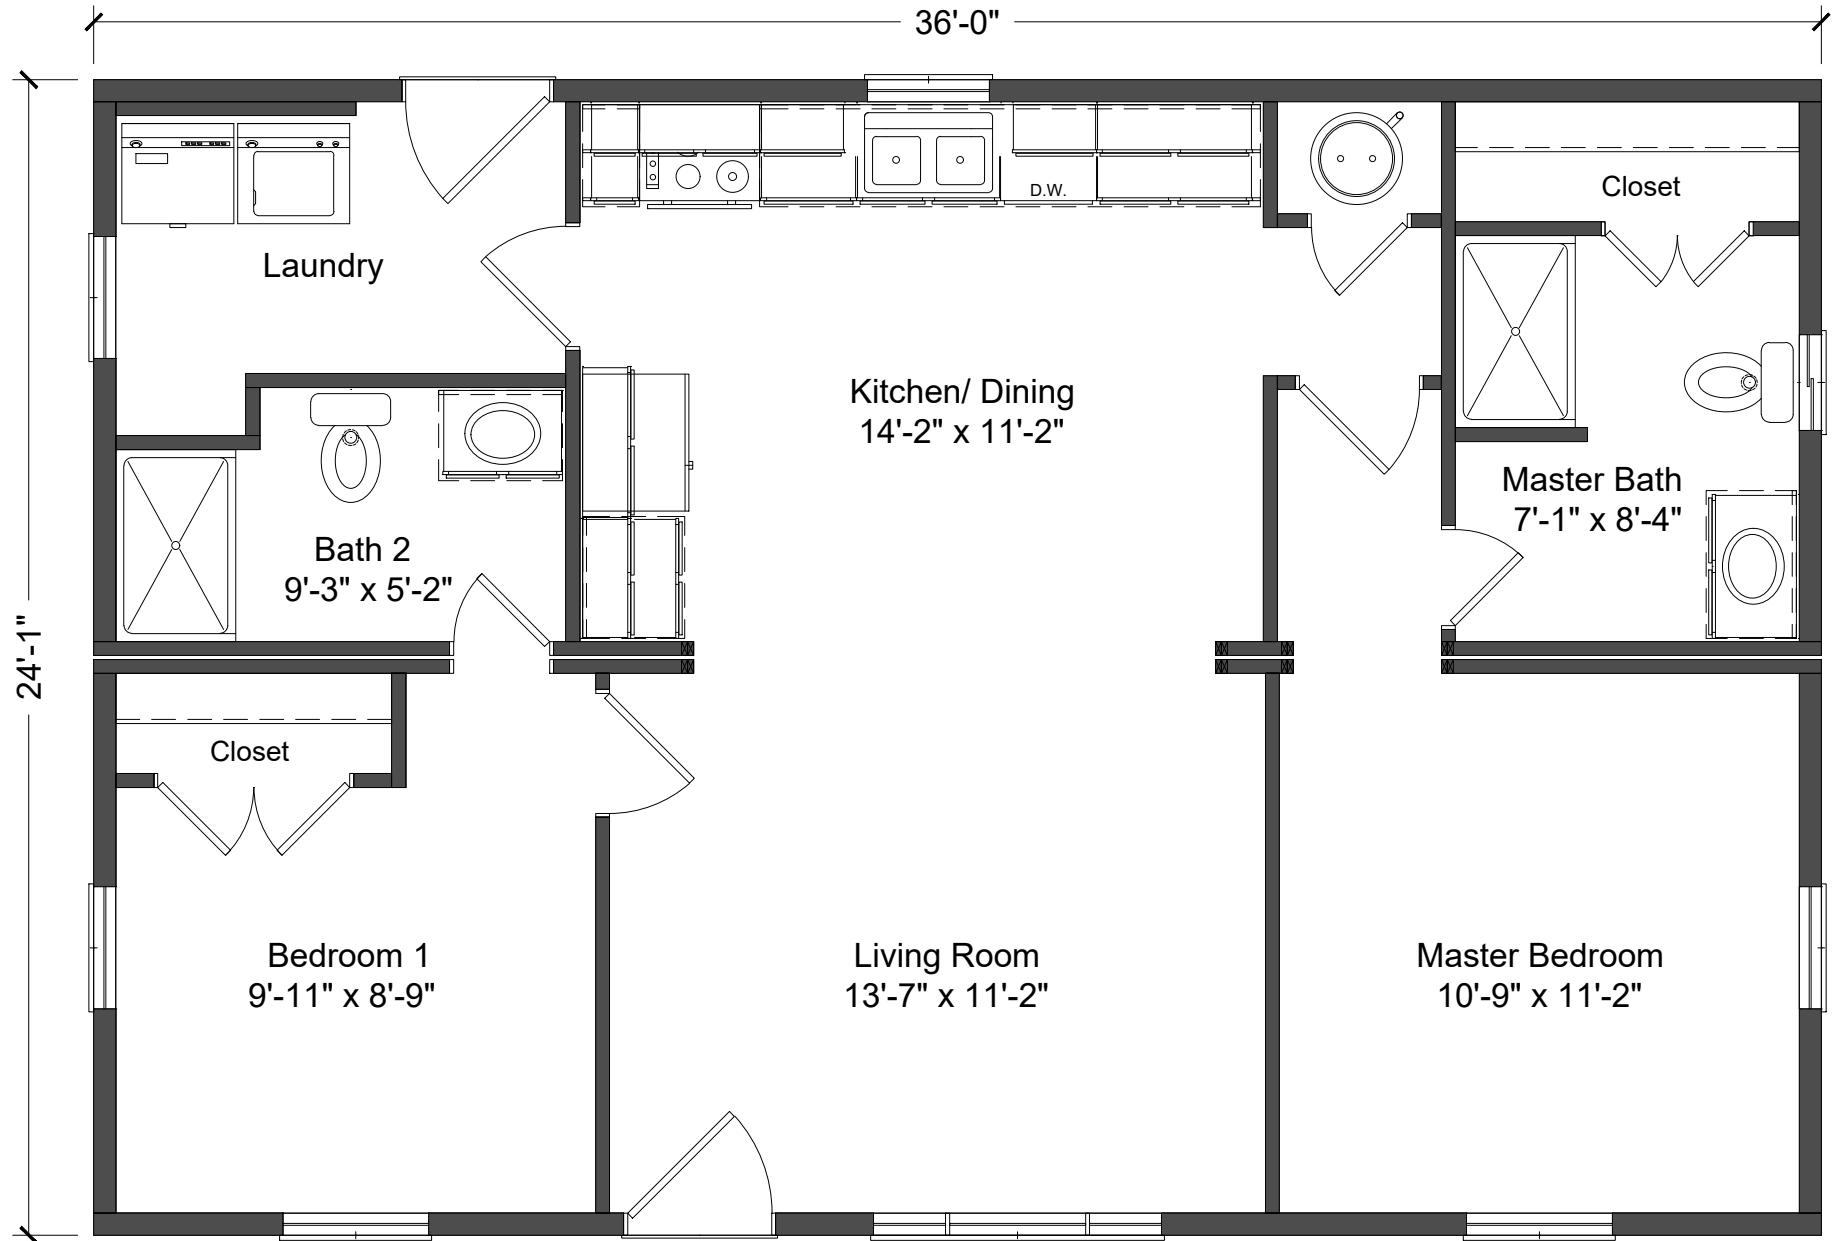 36'-0"
D.W.
Closet
Laundry
Kitchen/ Dining
14'-2" x 11'-2"
Master Bath
7'-1" x 8'-4"
Bath 2
9'-3" x 5'-2"
24'-1"
Closet
Bedroom 1
9'-11" x 8'-9"
Living Room
13'-7" x 11'-2"
Master Bedroom
10'-9" x 11'-2"